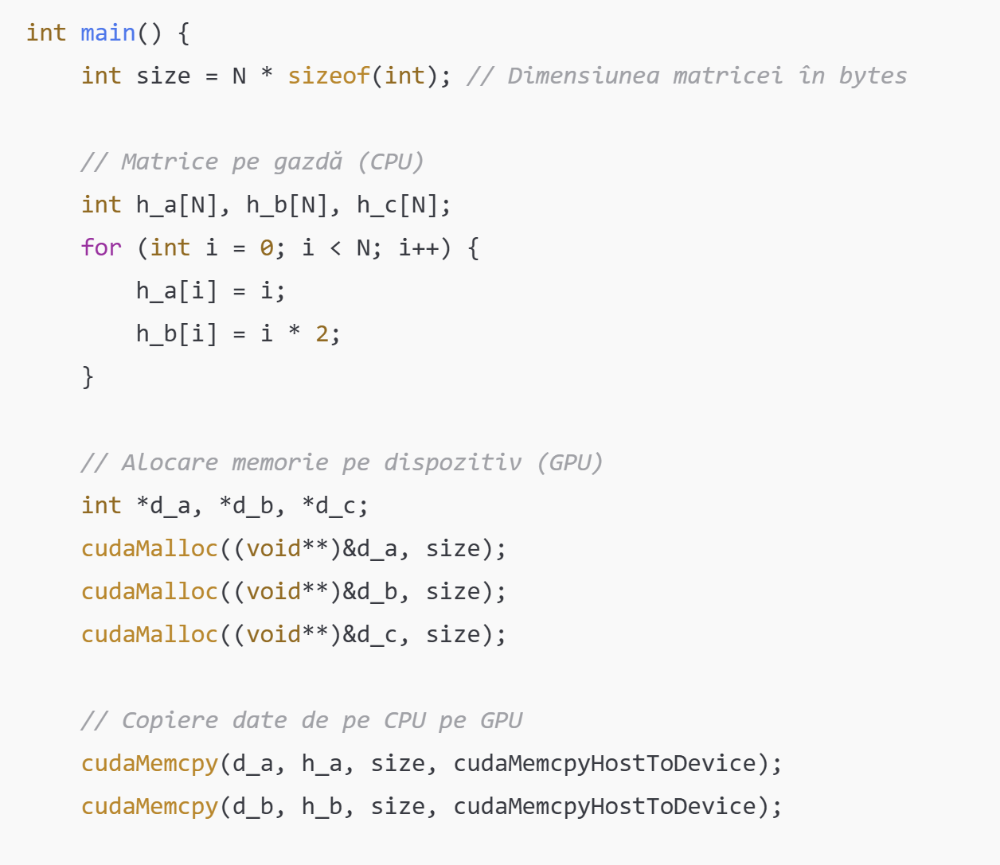 int main() {
    int size = N * sizeof(int); // Dimensiunea matricei în bytes
    // Matrice pe gazdă (CPU)
    int h_a[N], h_b[N], h_c[N];
    for (int i = 0; i < N; i++) {
        h_a[i] = i;
        h_b[i] = i * 2;
    }
    // Alocare memorie pe dispozitiv (GPU)
    int *d_a, *d_b, *d_c;
    cudaMalloc((void**)&d_a, size);
    cudaMalloc((void**)&d_b, size);
    cudaMalloc((void**)&d_c, size);
    // Copiere date de pe CPU pe GPU
    cudaMemcpy(d_a, h_a, size, cudaMemcpyHostToDevice);
    cudaMemcpy(d_b, h_b, size, cudaMemcpyHostToDevice);